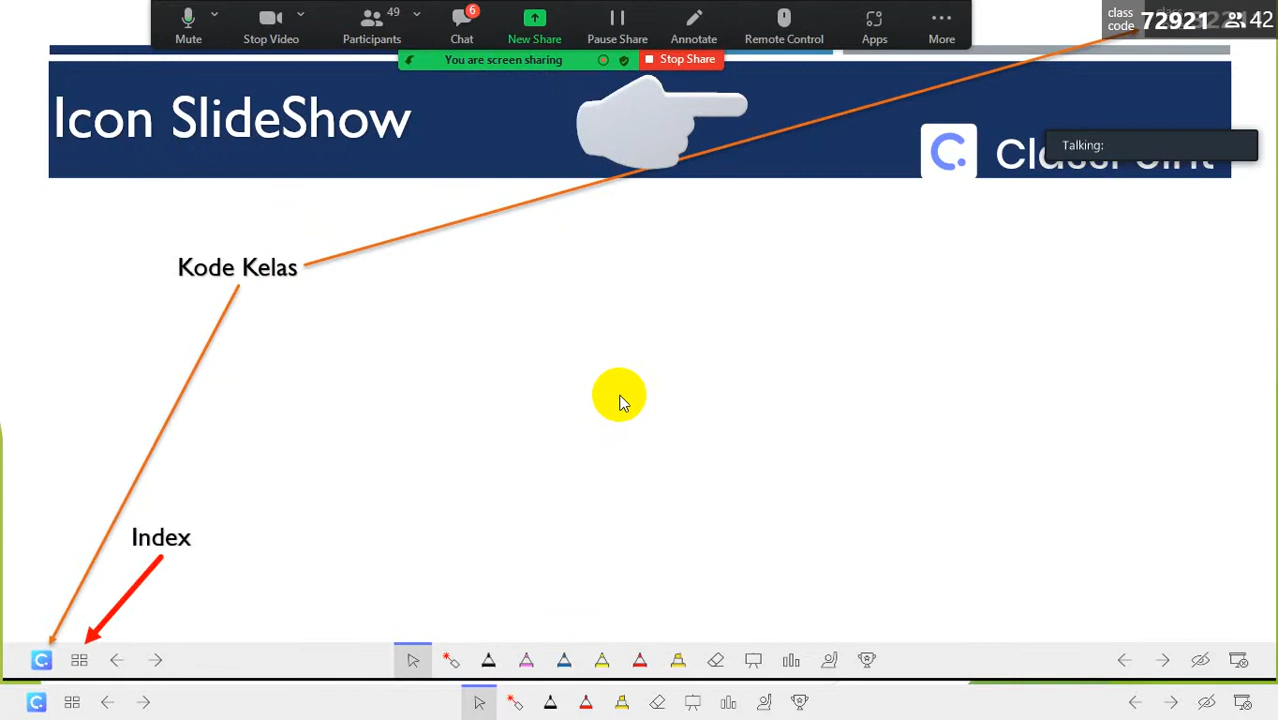 49
6
Mute
Stop Video
Participants
Chat
New Share
Pause Share
Annotate
Remote Control
Apps
More
class
code
72921
42
You are screen sharing
Stop Share
Icon SlideShow
Talking:
Kode Kelas
Index